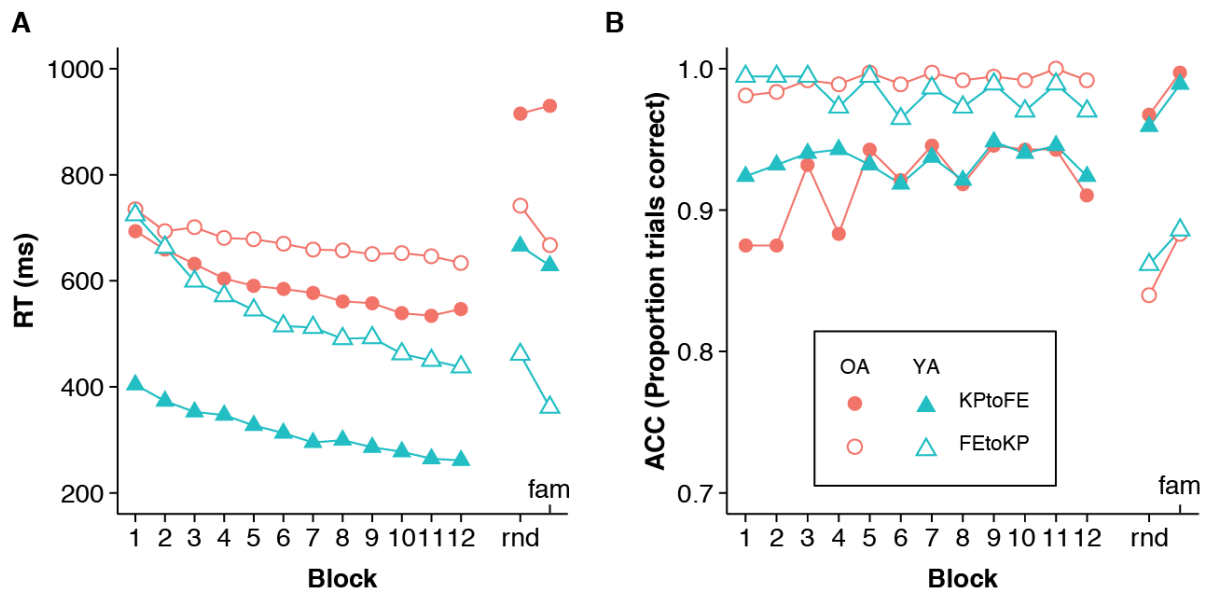 A
RT (ms)
1000
800
600
400
200
fam
1 2 3 4 5 6 7 8 9 10 11 12 rnd
Block
B
ACC (Proportion trials correct)
1.0
0.9
0.8
0.7
OA YA
KPtoFE
FEtoKP
fam
1 2 3 4 5 6 7 8 9 10 11 12 rnd
Block